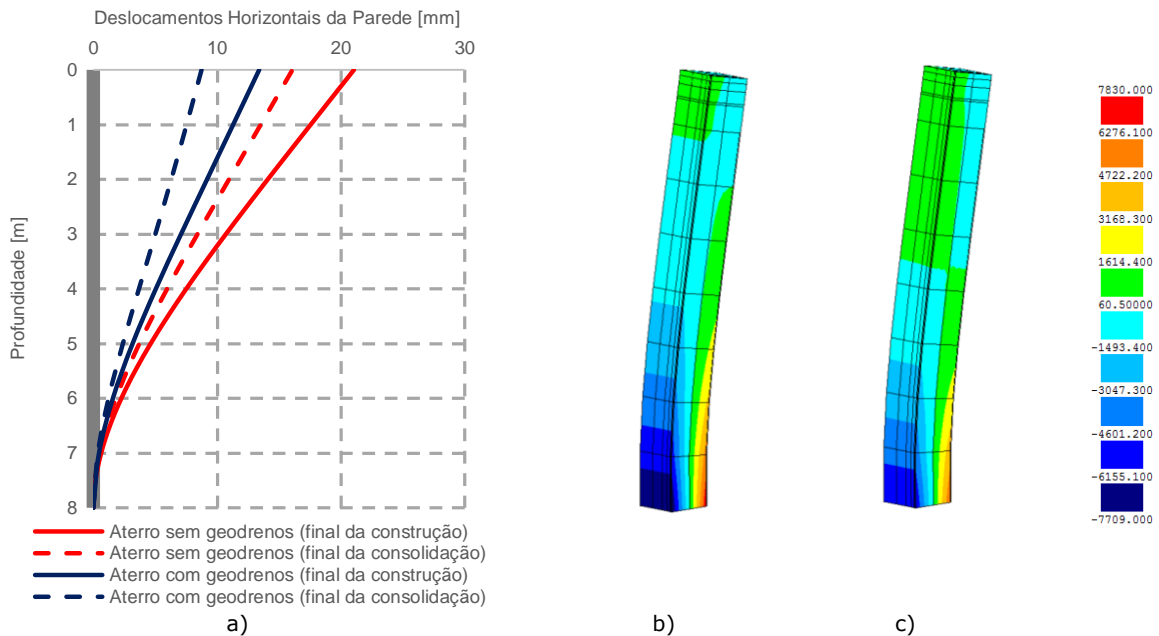 Deslocamentos Horizontais da Parede [mm]
0 10 20 30
0
1
2
3
4
5
6
7
8
Profundidade [m]
Aterro sem geodrenos (final da construção)
Aterro sem geodrenos (final da consolidação)
Aterro com geodrenos (final da construção)
Aterro com geodrenos (final da consolidação)
a)
b)
c)
7830.000
6276.100
4722.200
3168.300
1614.400
60.50000
-1493.400
-3047.300
-4601.200
-6155.100
-7709.000